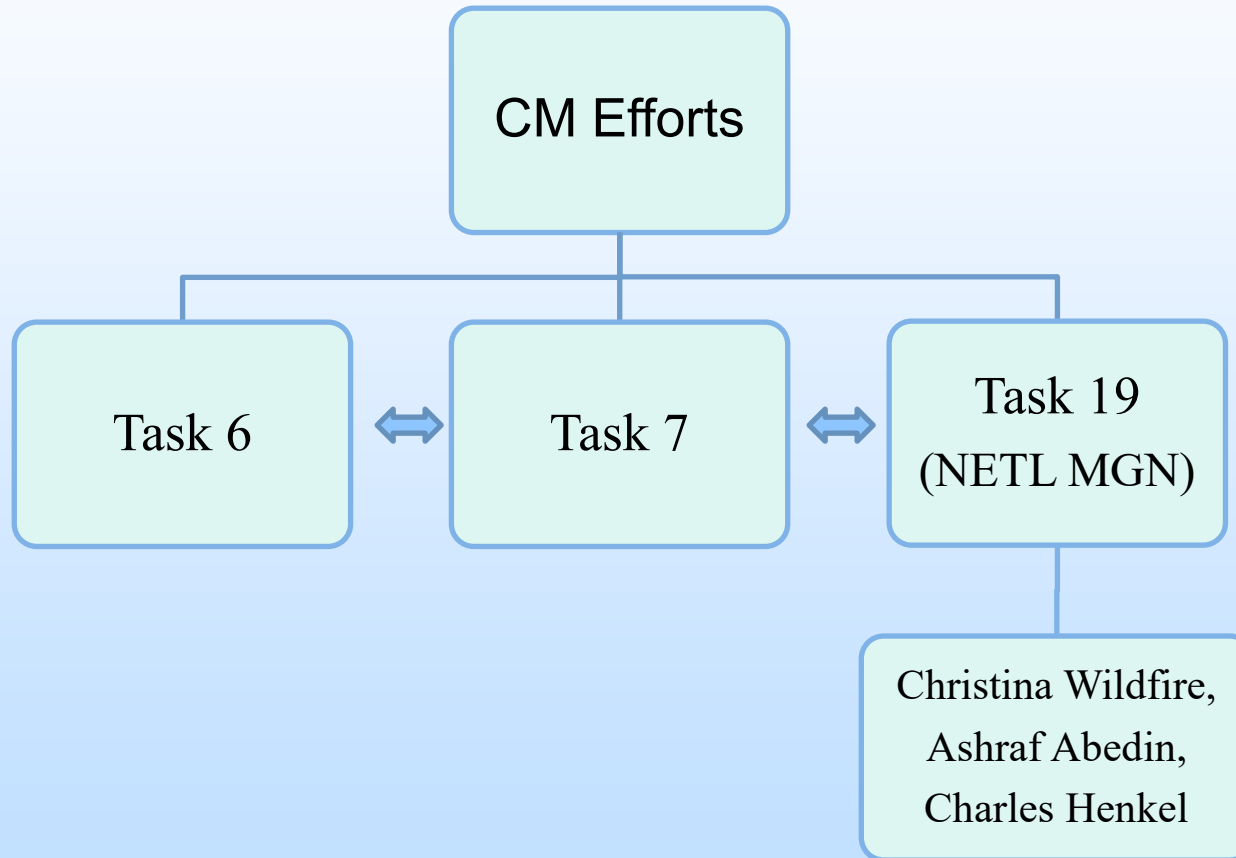 CM Efforts
Task 6
Task 7
Task 19
(NETL MGN)
Christina Wildfire,
Ashraf Abedin,
Charles Henkel